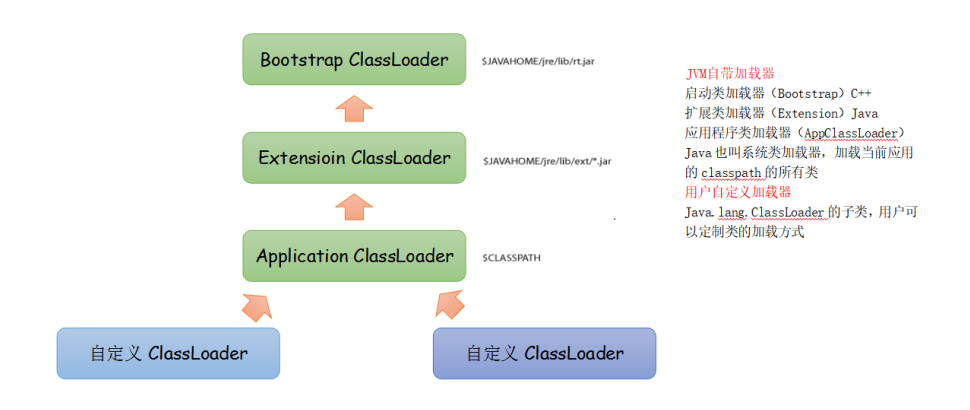 Bootstrap ClassLoader
$JAVAHOME/jre/lib/rt.jar
Extensioin ClassLoader
$JAVAHOME/jre/lib/ext/*.jar
Application ClassLoader
$CLASSPATH
自定义 ClassLoader
自定义 ClassLoader
JVM自带加载器
启动类加载器（Bootstrap）C++
扩展类加载器（Extension）Java
应用程序类加载器（AppClassLoader）
Java也叫系统类加载器，加载当前应用
的classpath的所有类
用户自定义加载器
Java.lang.ClassLoader的子类，用户可
以定制类的加载方式